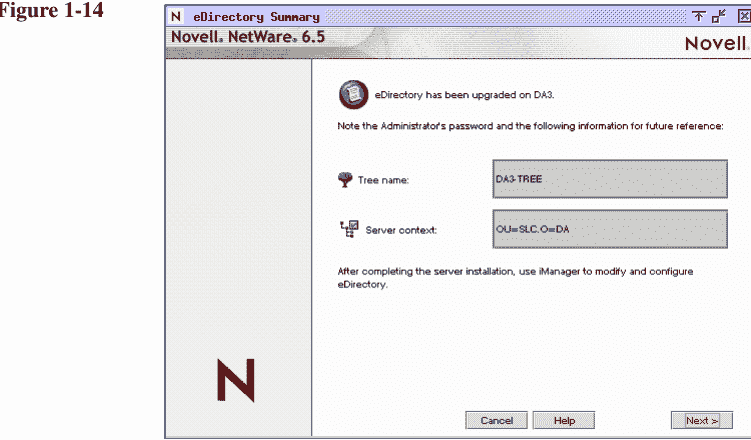 Figure 1-14
N eDirectory Summary
Novell. NetWare. 6.5
Novell.
eDirectory has been upgraded on DA3.
Note the Administrator's password and the following information for future reference:
Tree name:
DA3-TREE
Server context:
OU=SLC.O=DA
After completing the server installation, use iManager to modify and configure
eDirectory.
N
Cancel
Help
Next >